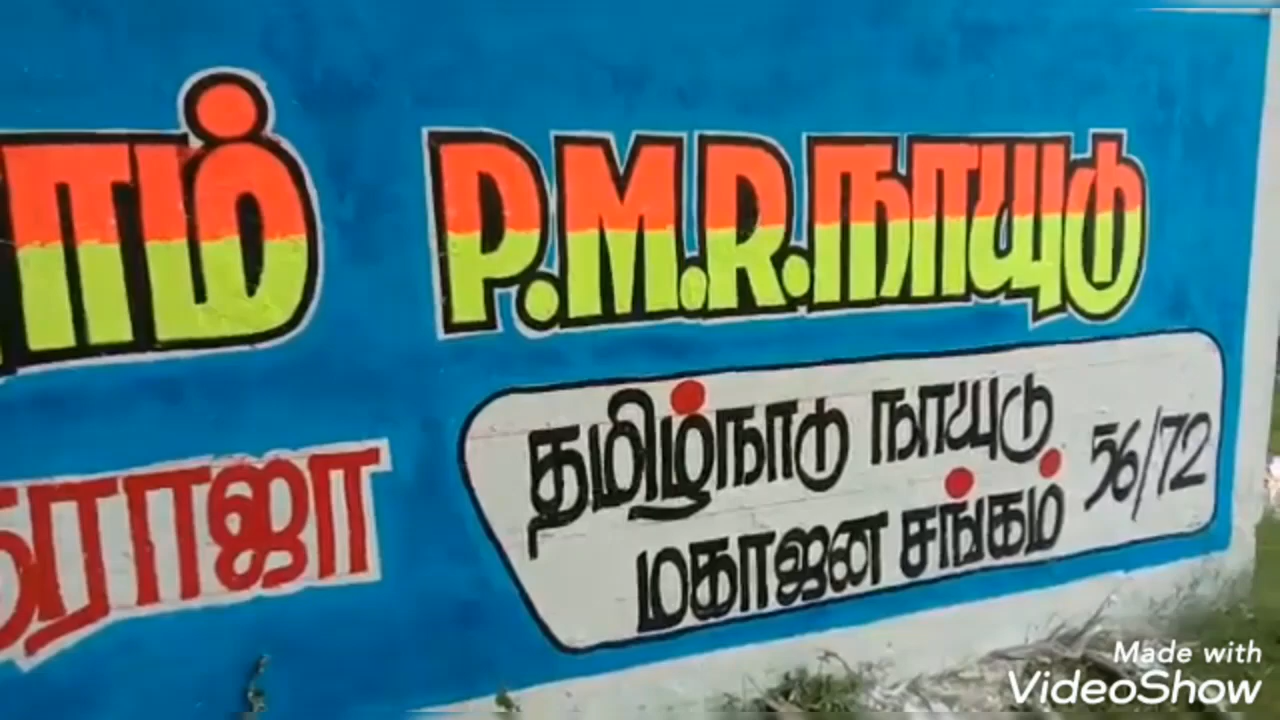 P.M.R.நாயுடு
தமிழ்நாடு நாயுடு
மகாஜன சங்கம் 56/72
Made with
VideoShow